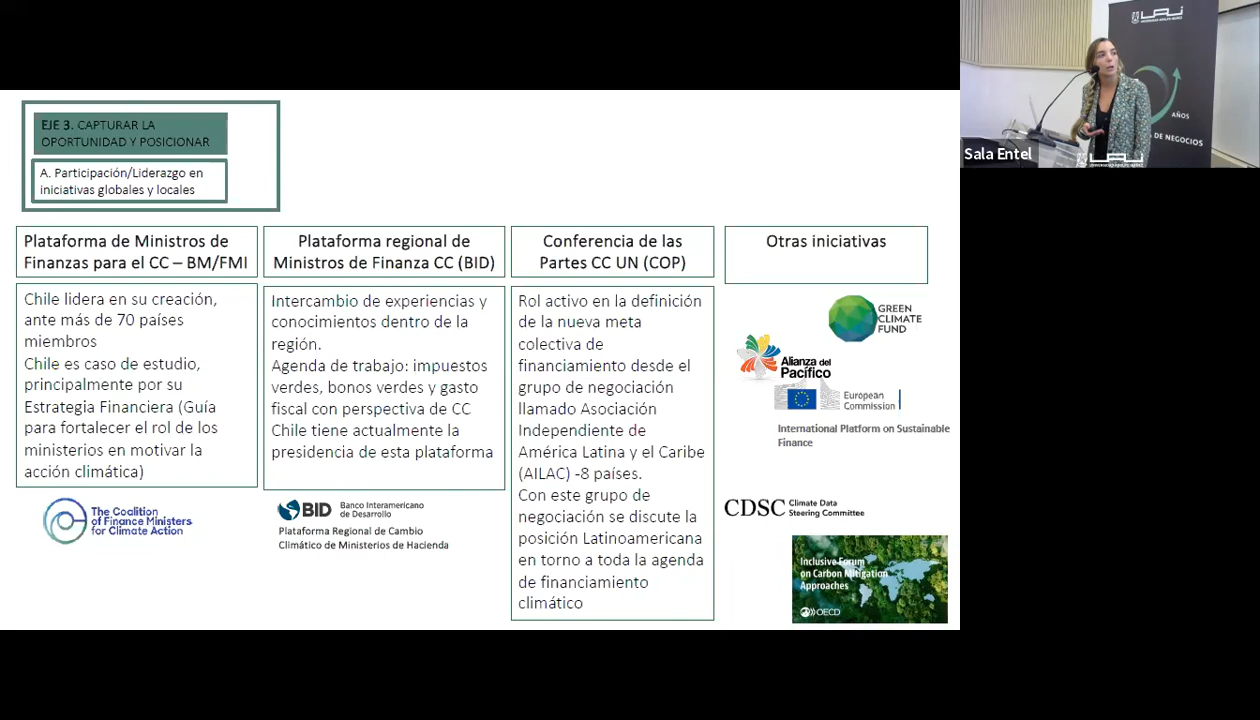 EJE 3. CAPTURAR LA
OPORTUNIDAD Y POSICIONAR
A. Participación/Liderazgo en
iniciativas globales y locales
Plataforma de Ministros de
Finanzas para el CC – BM/FMI
Chile lidera en su creación,
ante más de 70 países
miembros
Chile es caso de estudio,
principalmente por su
Estrategia Financiera (Guía
para fortalecer el rol de los
ministerios en motivar la
acción climática)
The Coalition
of Finance Ministers
for Climate Action
Plataforma regional de
Ministros de Finanza CC (BID)
Intercambio de experiencias y
conocimientos dentro de la
región.
Agenda de trabajo: impuestos
verdes, bonos verdes y gasto
fiscal con perspectiva de CC
Chile tiene actualmente la
presidencia de esta plataforma
BID
Banco Interamericano
de Desarrollo
Plataforma Regional de Cambio
Climático de Ministerios de Hacienda
Conferencia de las
Partes CC UN (COP)
Rol activo en la definición
de la nueva meta
colectiva de
financiamiento desde el
grupo de negociación
llamado Asociación
Independiente de
América Latina y el Caribe
(AILAC) -8 países.
Con este grupo de
negociación se discute la
posición Latinoamericana
en torno a toda la agenda
de financiamiento
climático
Otras iniciativas
GREEN
CLIMATE
FUND
Alianza del
Pacífico
European
Commission
International Platform on Sustainable
Finance
CDSC
Climate Data
Steering Committee
Inclusive Forum
on Carbon Mitigation
Approaches
OECD
UAI
AÑOS
DE NEGOCIOS
Sala Entel
UAI